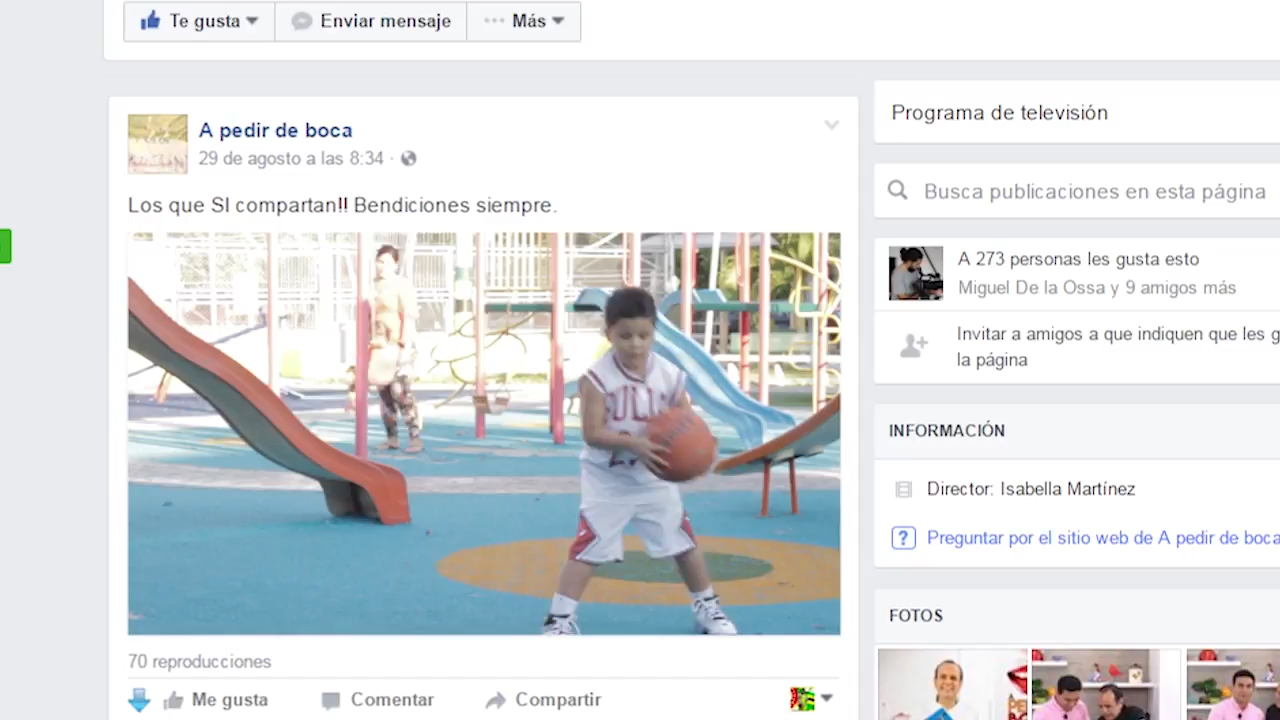 Te gusta
Enviar mensaje
Más
A pedir de boca
29 de agosto a las 8:34 ·
Los que SI compartan!! Bendiciones siempre.
70 reproducciones
Me gusta
Comentar
Compartir
Programa de televisión
Busca publicaciones en esta página
A 273 personas les gusta esto
Miguel De la Ossa y 9 amigos más
Invitar a amigos a que indiquen que les g
la página
INFORMACIÓN
Director: Isabella Martínez
? Preguntar por el sitio web de A pedir de boca
FOTOS